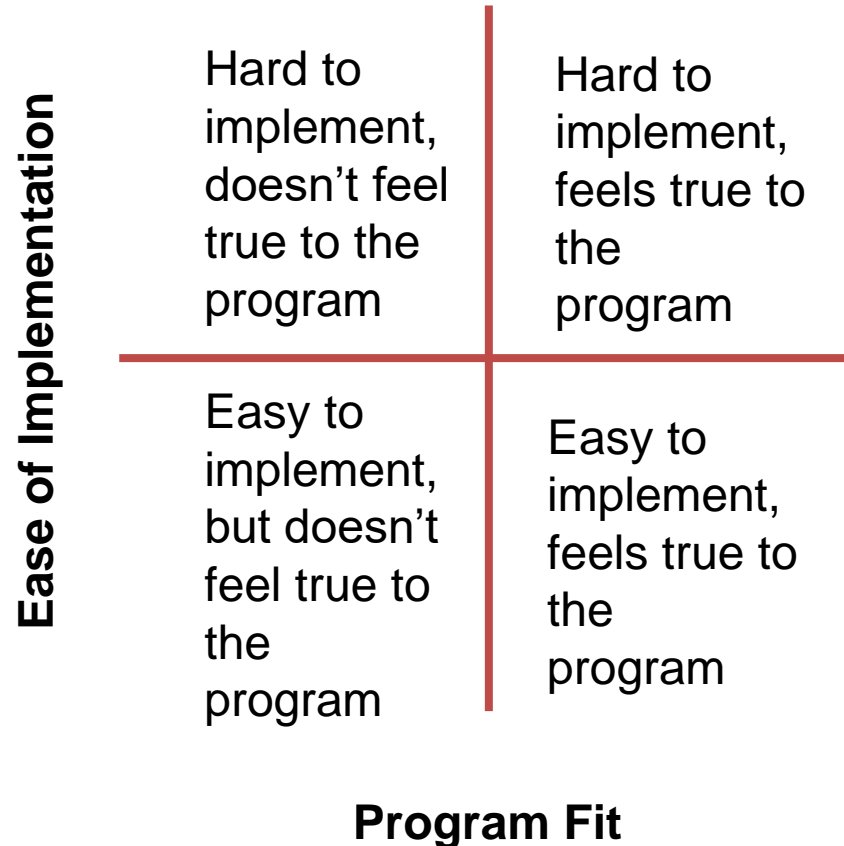 Ease of Implementation
Hard to
implement,
doesn't feel
true to the
program
Hard to
implement,
feels true to
the
program
Easy to
implement,
but doesn’t
feel true to
the
program
Easy to
implement,
feels true to
the
program
Program Fit